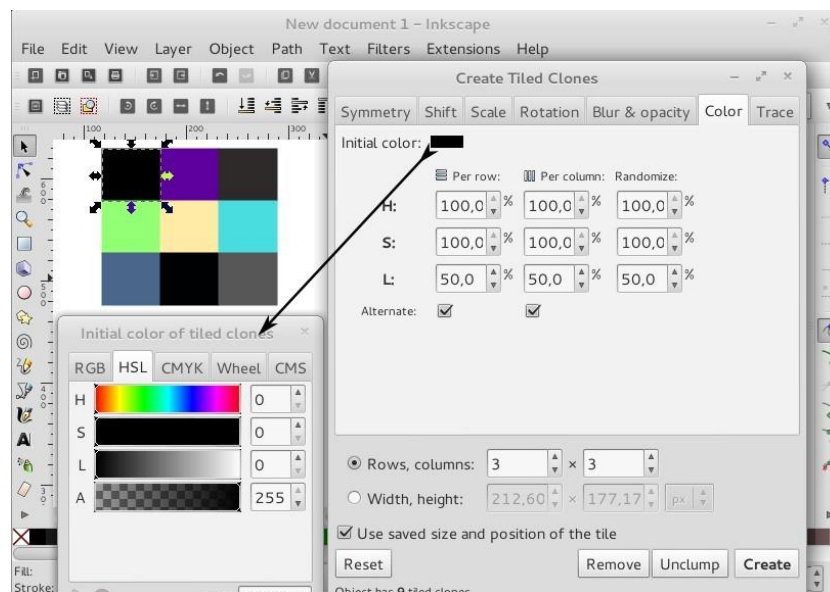 New document 1 – Inkscape
File Edit View Layer Object Path Text Filters Extensions Help
Create Tiled Clones
Symmetry Shift Scale Rotation Blur & opacity Color Trace
Initial color:
Per row: Per column: Randomize:
H: 100,0 % 100,0 % 100,0 %
S: 100,0 % 100,0 % 100,0 %
L: 50,0 % 50,0 % 50,0 %
Alternate:
Rows, columns: 3 × 3
Width, height: 212,60 × 177,17 px
Use saved size and position of the tile
Reset Remove Unclump Create
Object has 9 tiled clones.
100 200 300
Initial color of tiled clones
RGB HSL CMYK Wheel CMS
H 0
S 0
L 0
A 255
Fill:
Stroke: